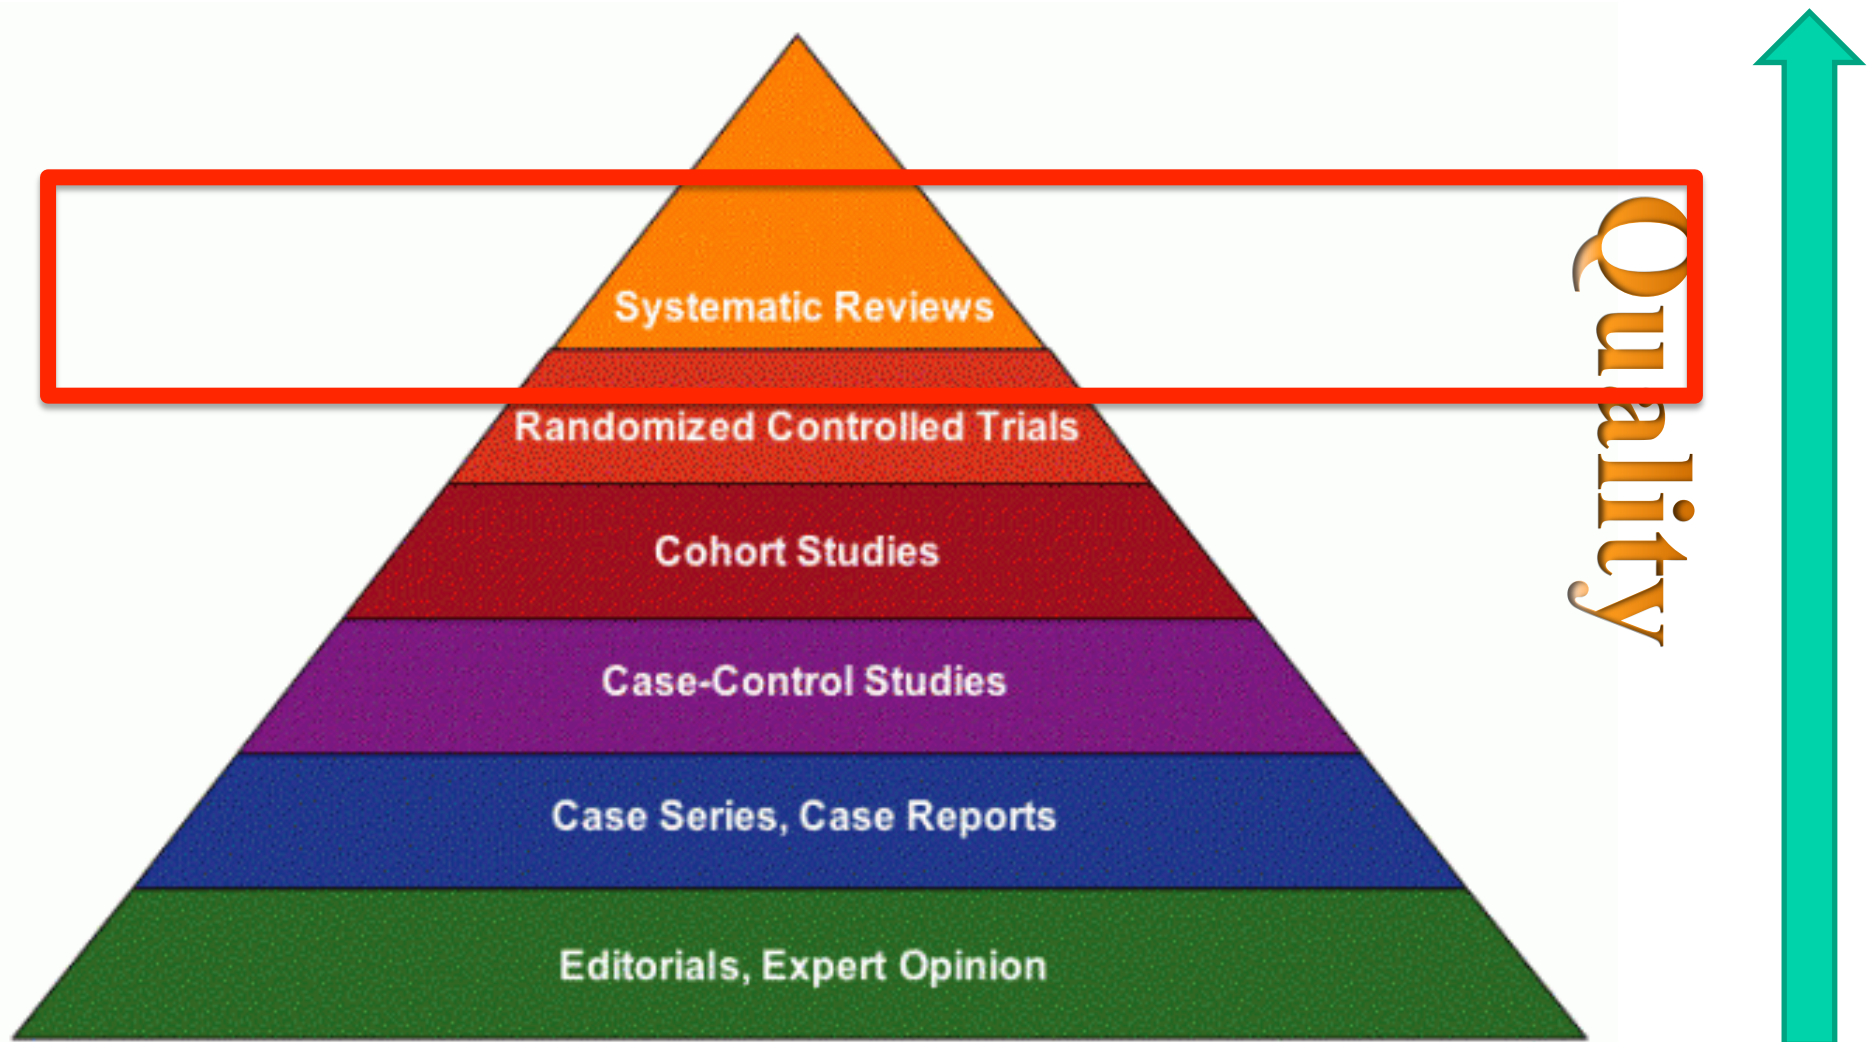 Systematic Reviews
Randomized Controlled Trials
Cohort Studies
Case-Control Studies
Case Series, Case Reports
Editorials, Expert Opinion
Quality